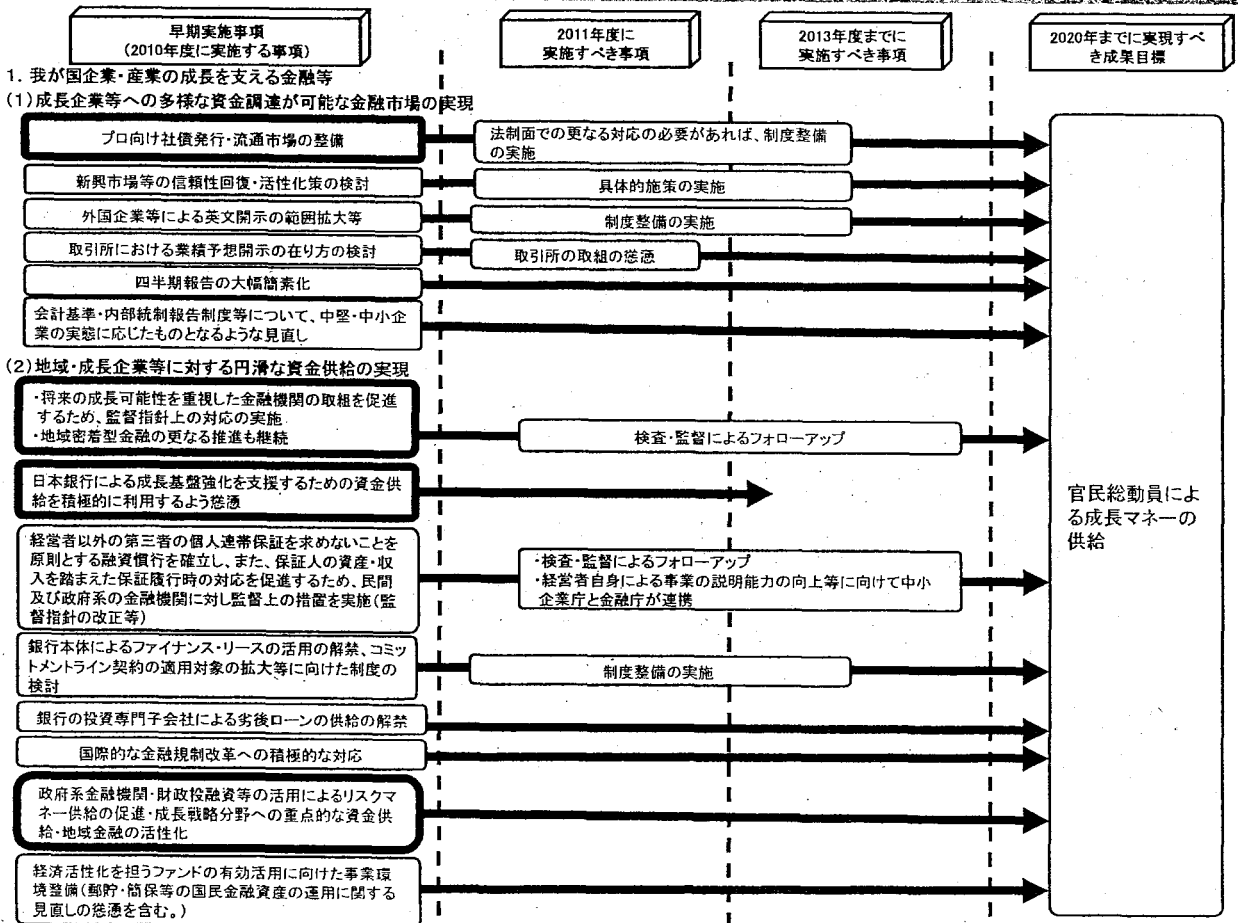 早期実施事項
(2010年度に実施する事項)
2011年度に
実施すべき事項
2013年度までに
実施すべき事項
2020年までに実現すべ
き成果目標
1. 我が国企業・産業の成長を支える金融等
(1)成長企業等への多様な資金調達が可能な金融市場の実現
プロ向け社債発行・流通市場の整備
法制面での更なる対応の必要があれば、制度整備
の実施
新興市場等の信頼性回復・活性化策の検討
具体的施策の実施
外国企業等による英文開示の範囲拡大等
制度整備の実施
取引所における業績予想開示の在り方の検討
取引所の取組の慫慂
四半期報告の大幅簡素化
会計基準・内部統制報告制度等について、中堅・中小企
業の実態に応じたものとなるような見直し
(2)地域・成長企業等に対する円滑な資金供給の実現
・将来の成長可能性を重視した金融機関の取組を促進
するため、監督指針上の対応の実施
・地域密着型金融の更なる推進も継続
検査・監督によるフォローアップ
日本銀行による成長基盤強化を支援するための資金供
給を積極的に利用するよう慫慂
経営者以外の第三者の個人連帯保証を求めないことを
原則とする融資慣行を確立し、また、保証人の資産・収
入を踏まえた保証履行時の対応を促進するため、民間
及び政府系の金融機関に対し監督上の措置を実施(監
督指針の改正等)
・検査・監督によるフォローアップ
・経営者自身による事業の説明能力の向上等に向けて中小
企業庁と金融庁が連携
銀行本体によるファイナンス・リースの活用の解禁、コミッ
トメントライン契約の適用対象の拡大等に向けた制度の
検討
制度整備の実施
銀行の投資専門子会社による劣後ローンの供給の解禁
国際的な金融規制改革への積極的な対応
政府系金融機関・財政投融資等の活用によるリスクマ
ネー供給の促進・成長戦略分野への重点的な資金供
給・地域金融の活性化
経済活性化を担うファンドの有効活用に向けた事業環
境整備(郵貯・簡保等の国民金融資産の運用に関する
見直しの慫慂を含む。)
官民総動員によ
る成長マネーの
供給